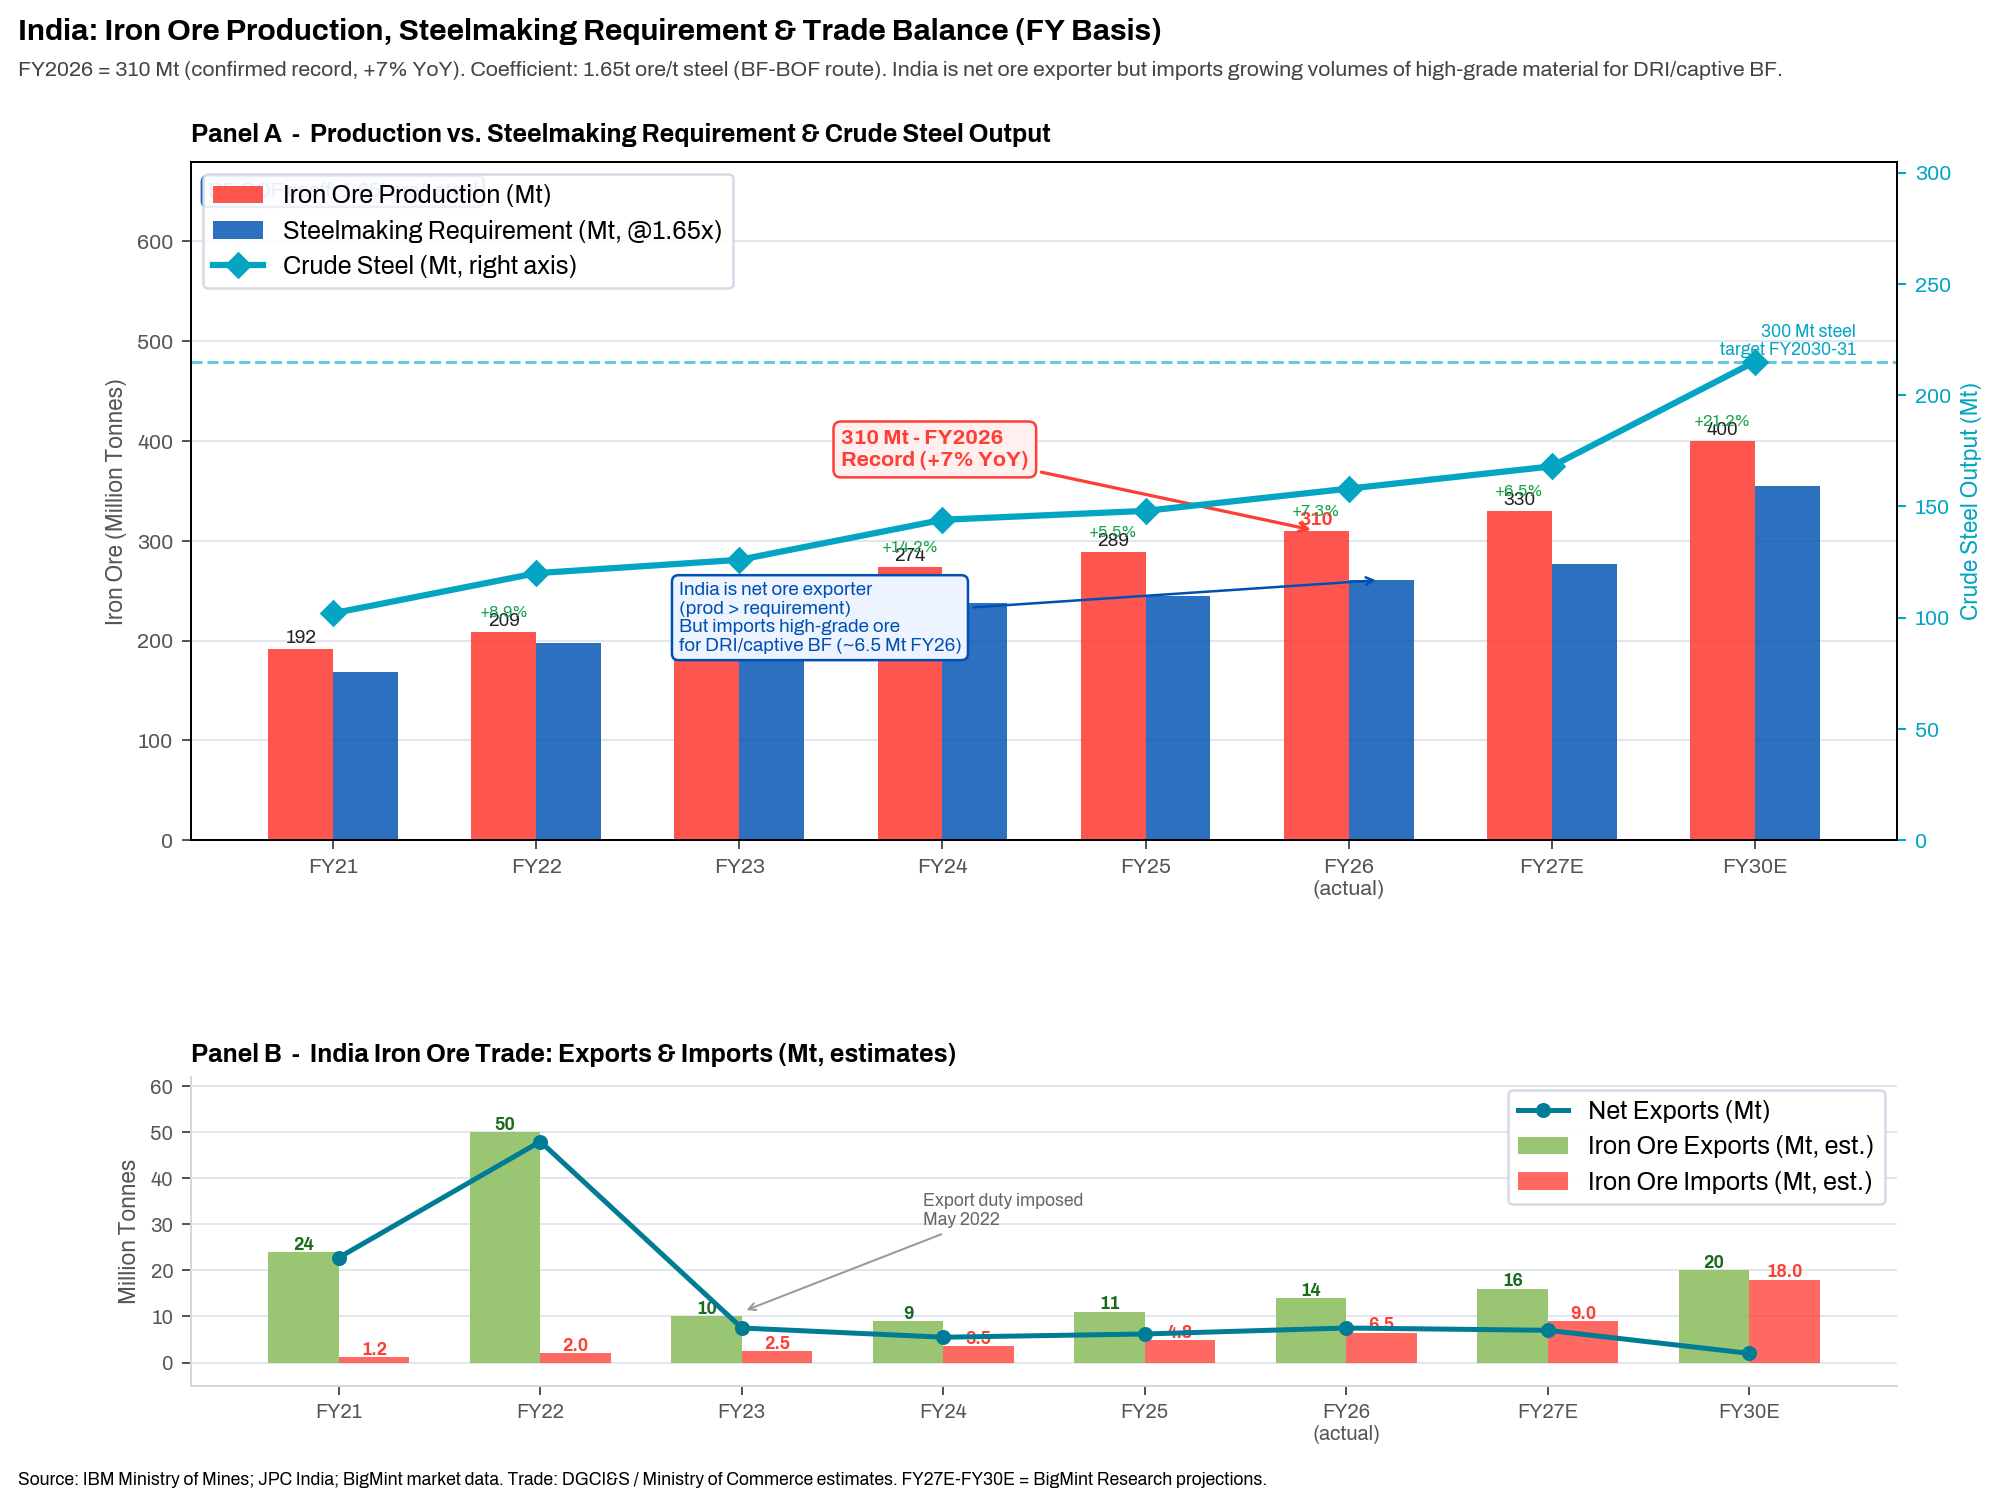 India: Iron Ore Production, Steelmaking Requirement & Trade Balance (FY Basis)
FY2026 = 310 Mt (confirmed record, +7% YoY). Coefficient: 1.65t ore/t steel (BF-BOF route). India is net ore exporter but imports growing volumes of high-grade material for DRI/captive BF.
Panel A - Production vs. Steelmaking Requirement & Crude Steel Output
Iron Ore Production (Mt)
Steelmaking Requirement (Mt, @1.65x)
Crude Steel (Mt, right axis)
Iron Ore (Million Tonnes)
600
500
400
300
200
100
0
300
250
200
150
100
50
0
Crude Steel Output (Mt)
300 Mt steel
target FY2030-31
310 Mt - FY2026
Record (+7% YoY)
India is net ore exporter
(prod > requirement)
But imports high-grade ore
for DRI/captive BF (~6.5 Mt FY26)
192
+8.9%
209
+14.2%
274
+5.5%
289
+7.3%
310
+6.5%
330
+21.2%
400
FY21
FY22
FY23
FY24
FY25
FY26
(actual)
FY27E
FY30E
Panel B - India Iron Ore Trade: Exports & Imports (Mt, estimates)
Net Exports (Mt)
Iron Ore Exports (Mt, est.)
Iron Ore Imports (Mt, est.)
Million Tonnes
60
50
40
30
20
10
0
Export duty imposed
May 2022
24
1.2
50
2.0
10
2.5
9
3.5
11
4.8
14
6.5
16
9.0
20
18.0
FY21
FY22
FY23
FY24
FY25
FY26
(actual)
FY27E
FY30E
Source: IBM Ministry of Mines; JPC India; BigMint market data. Trade: DGCI&S / Ministry of Commerce estimates. FY27E-FY30E = BigMint Research projections.